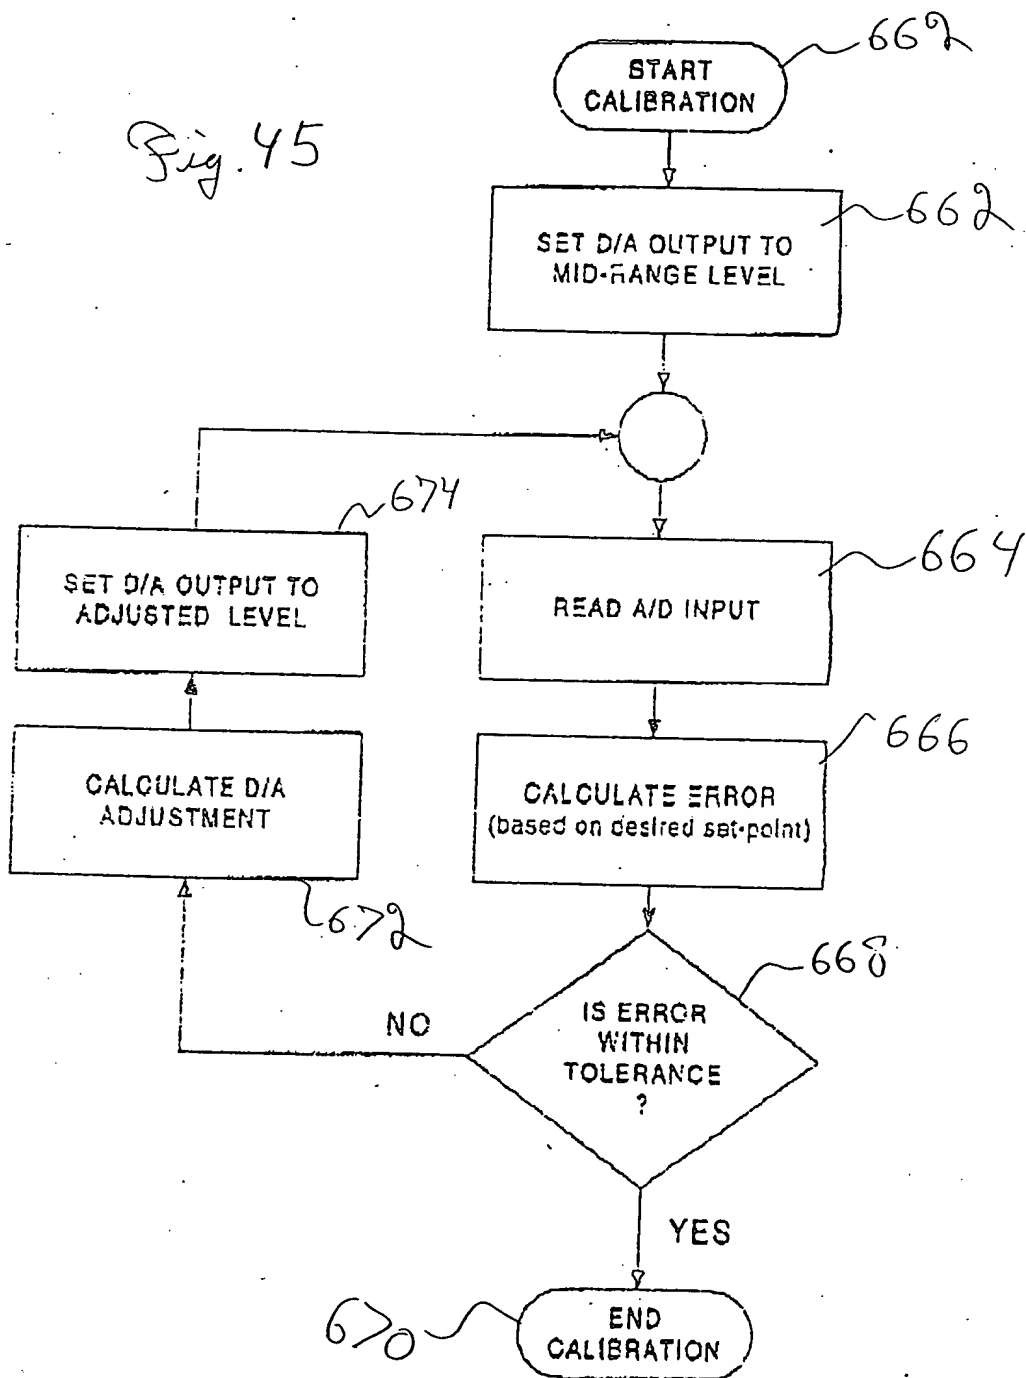 662
START
CALIBRATION
Fig. 45
662
SET D/A OUTPUT TO
MID-RANGE LEVEL
674
SET D/A OUTPUT TO
ADJUSTED LEVEL
664
READ A/D INPUT
666
CALCULATE ERROR
(based on desired set-point)
CALCULATE D/A
ADJUSTMENT
672
668
IS ERROR
WITHIN
TOLERANCE
?
NO
YES
670
END
CALIBRATION